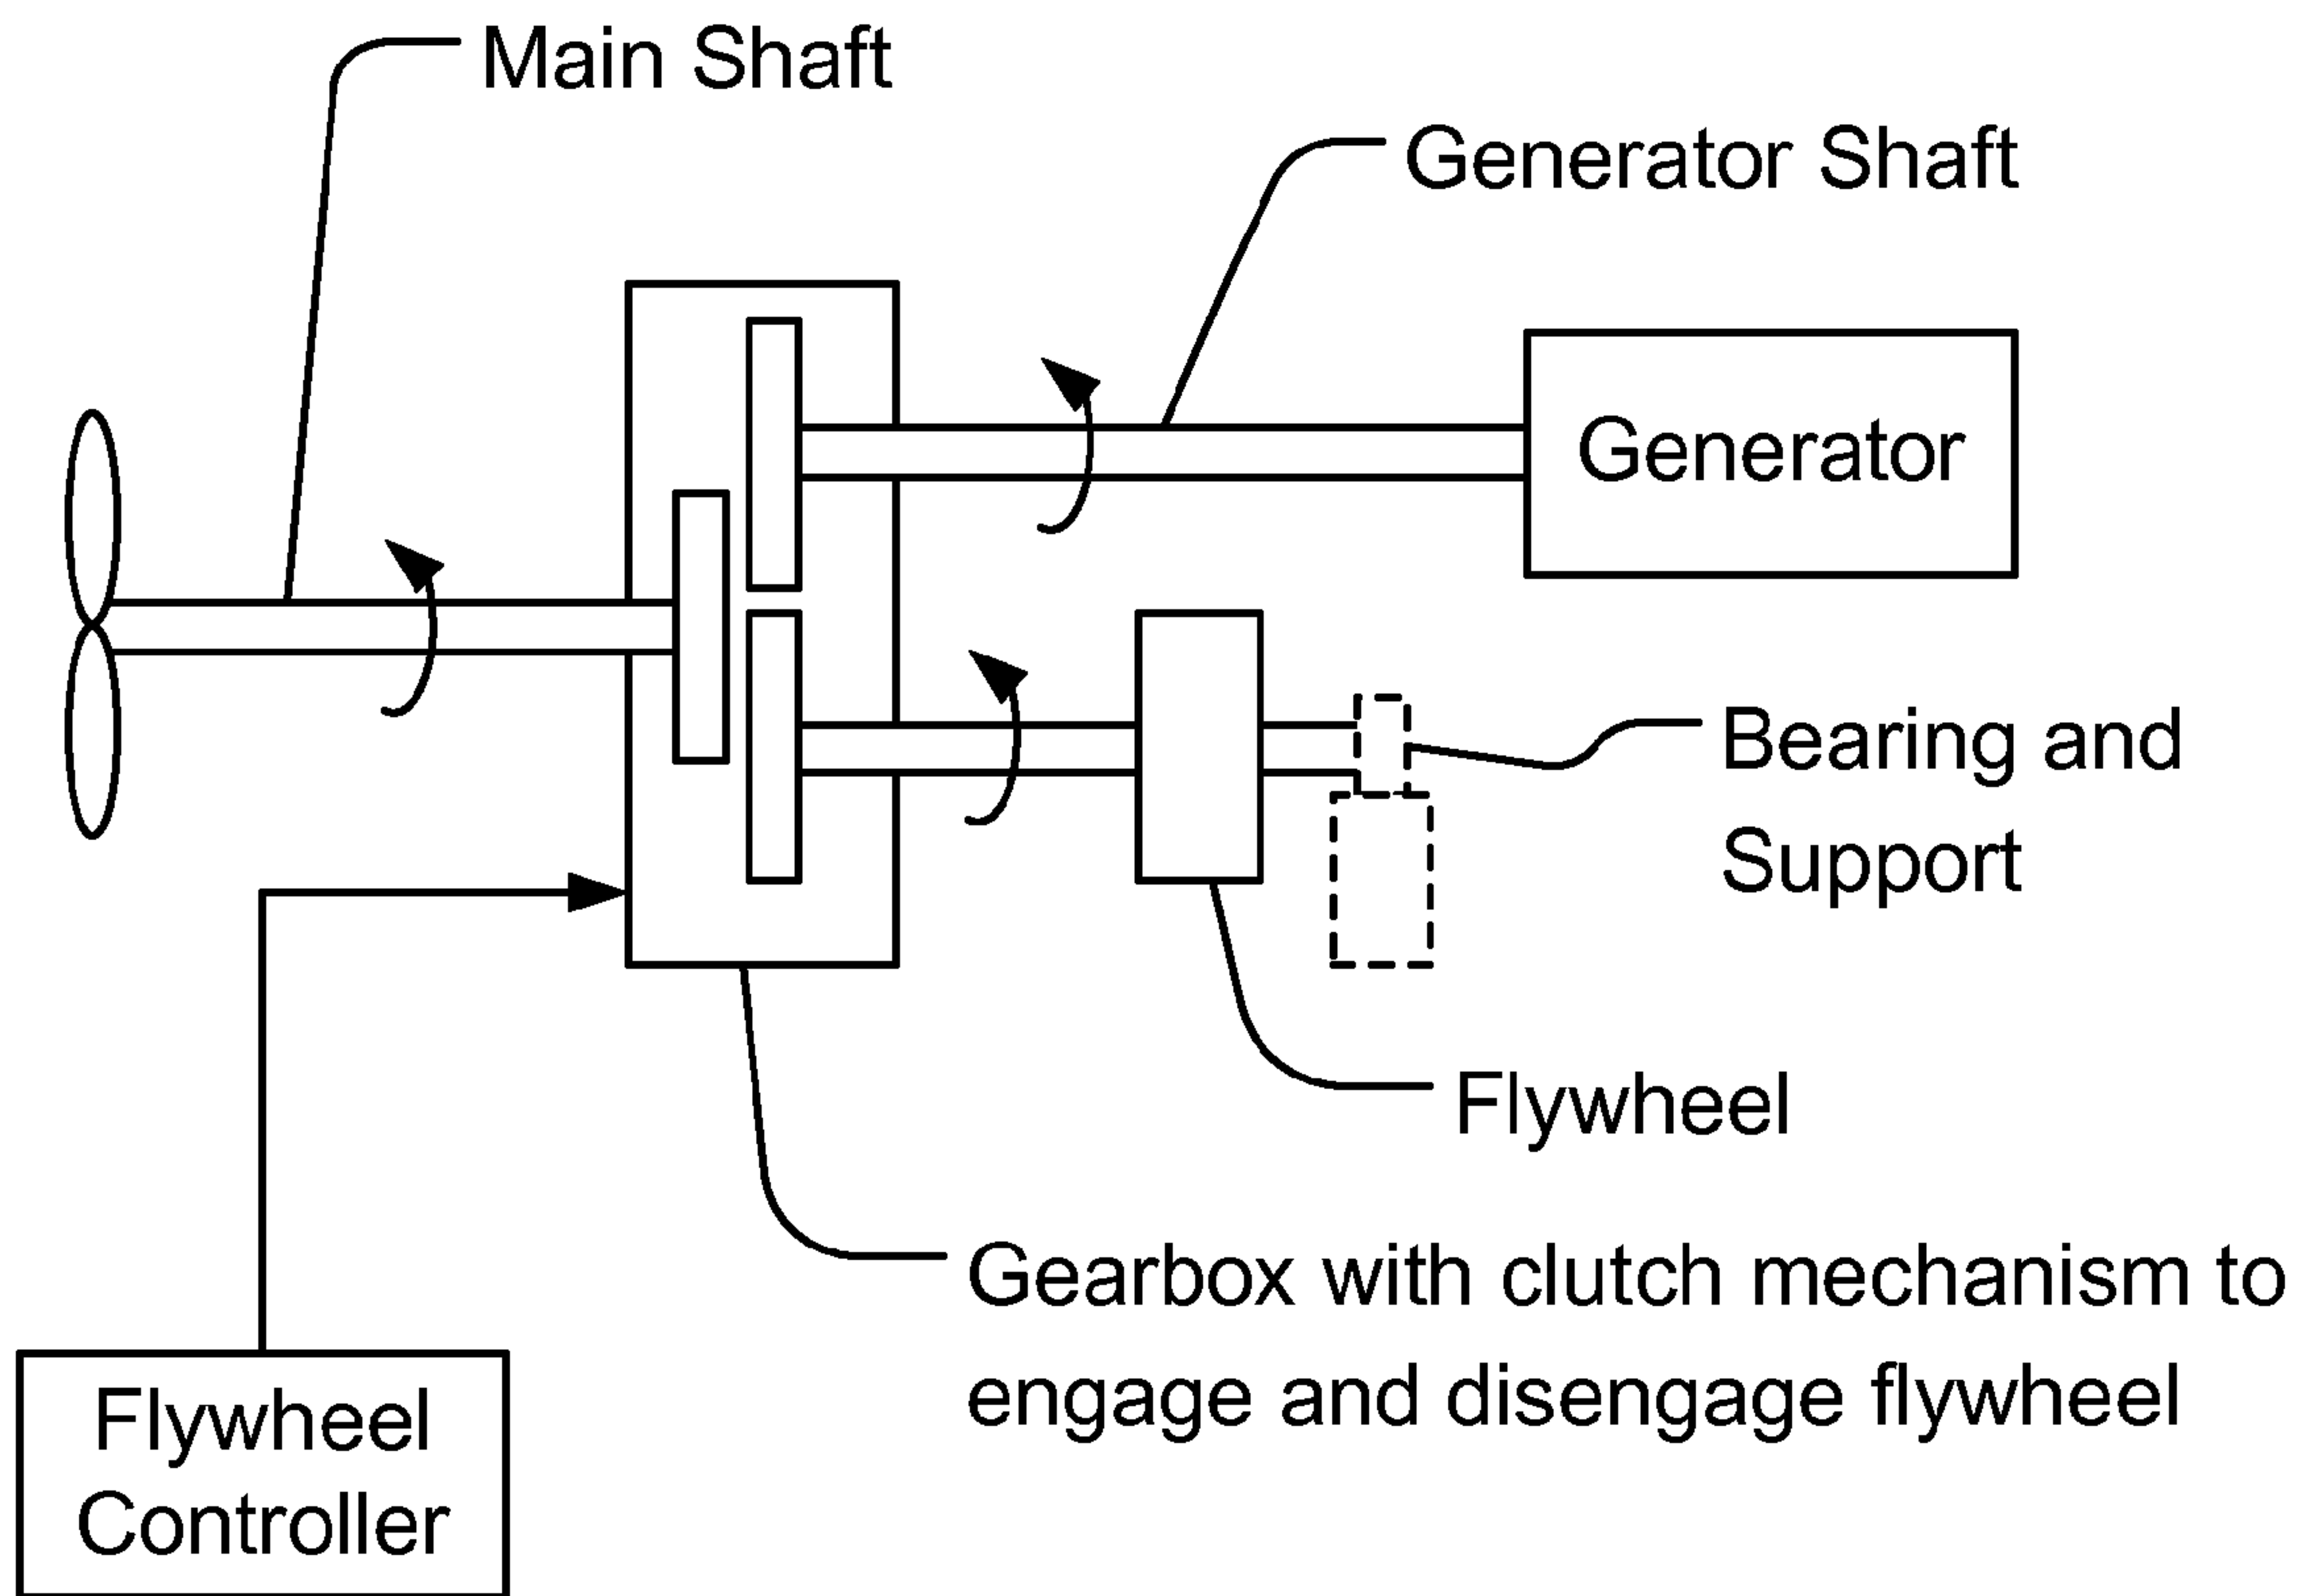 Main Shaft
Generator Shaft
Generator
Bearing and
Support
Flywheel
Gearbox with clutch mechanism to
engage and disengage flywheel
Flywheel
Controller